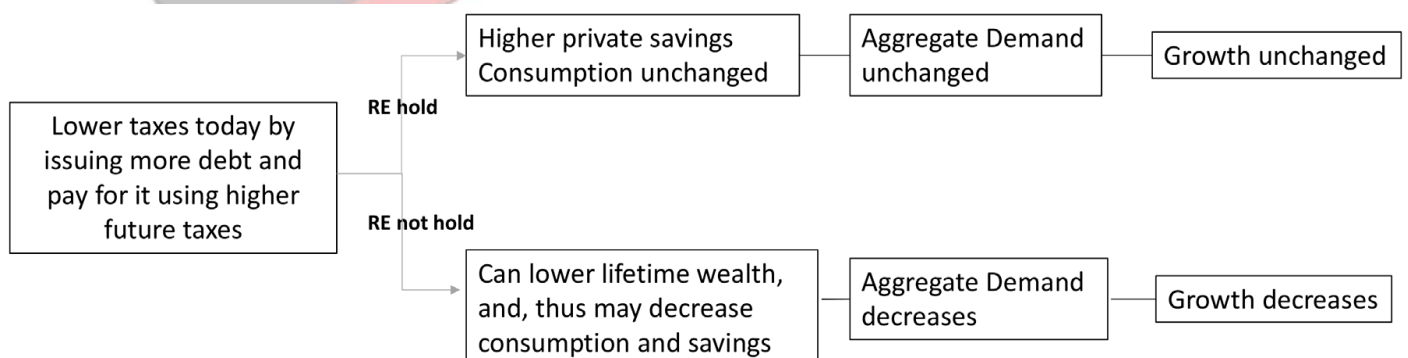 Higher private savings
Consumption unchanged
Aggregate Demand
unchanged
Growth unchanged
RE hold
Lower taxes today by
issuing more debt and
pay for it using higher
future taxes
RE not hold
Can lower lifetime wealth,
and, thus may decrease
consumption and savings
Aggregate Demand
decreases
Growth decreases